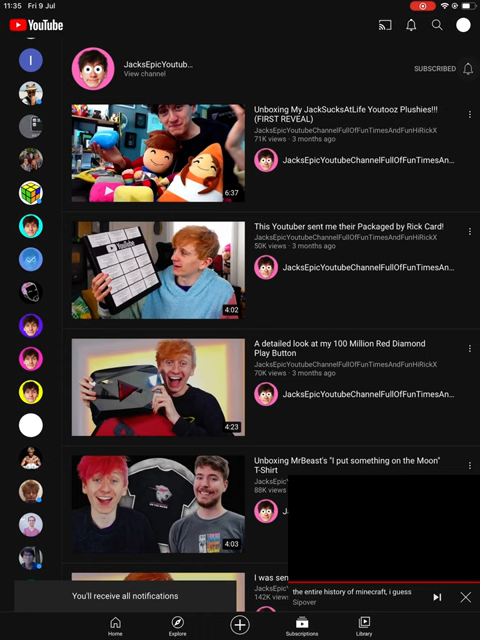 11:35 Fri 9 Jul
YouTube
JacksEpicYoutub...
View channel
SUBSCRIBED
I
Unboxing My JackSucksAtLife Youtooz Plushies!!!
(FIRST REVEAL)
JacksEpicYoutubeChannelFullOfFunTimesAndFunHiRickX
71K views · 3 months ago
JacksEpicYoutubeChannelFullOfFunTimesAn...
6:37
This Youtuber sent me their Packaged by Rick Card!
JacksEpicYoutubeChannelFullOfFunTimesAndFunHiRickX
50K views · 3 months ago
JacksEpicYoutubeChannelFullOfFunTimesAn...
YouTube
4:02
A detailed look at my 100 Million Red Diamond
Play Button
JacksEpicYoutubeChannelFullOfFunTimesAndFunHiRickX
70K views · 3 months ago
JacksEpicYoutubeChannelFullOfFunTimesAn...
4:23
Unboxing MrBeast's "I put something on the Moon"
T-Shirt
JacksEp
88K views
J
4:03
I was sen
142K view
You'll receive all notifications
the entire history of minecraft, i guess
Sipover
Home
Explore
Subscriptions
Library